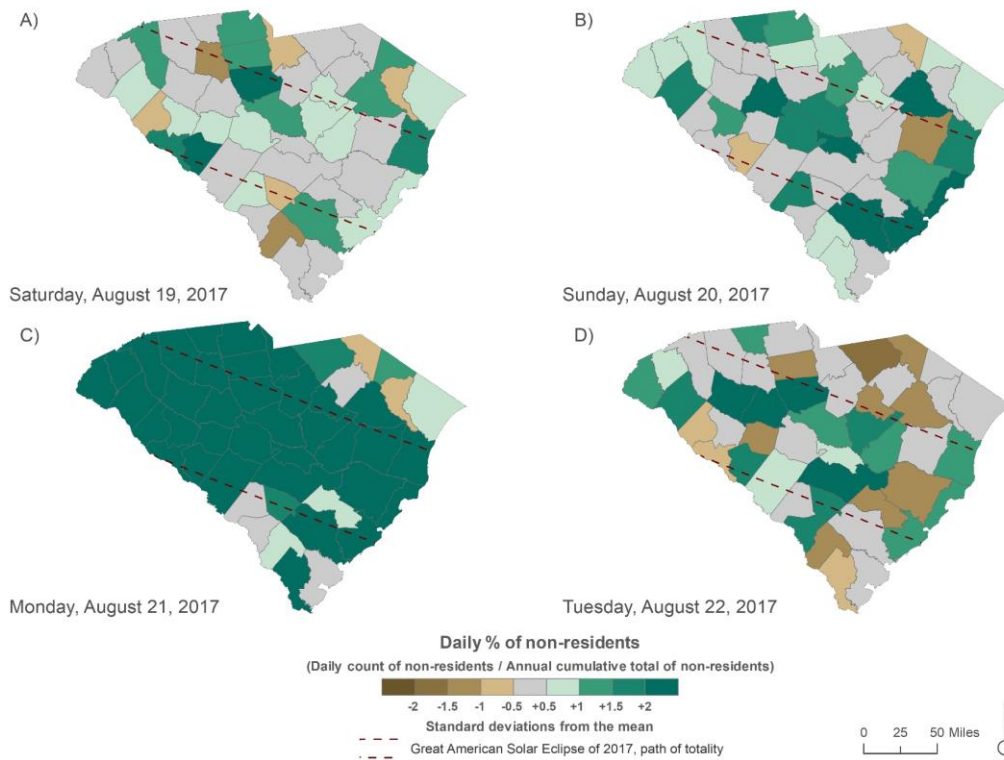 A)
B)
Saturday, August 19, 2017
Sunday, August 20, 2017
C)
D)
Monday, August 21, 2017
Tuesday, August 22, 2017
Daily % of non-residents
(Daily count of non-residents / Annual cumulative total of non-residents)
-2 -1.5 -1 -0.5 +0.5 +1 +1.5 +2
Standard deviations from the mean
Great American Solar Eclipse of 2017, path of totality
0 25 50 Miles